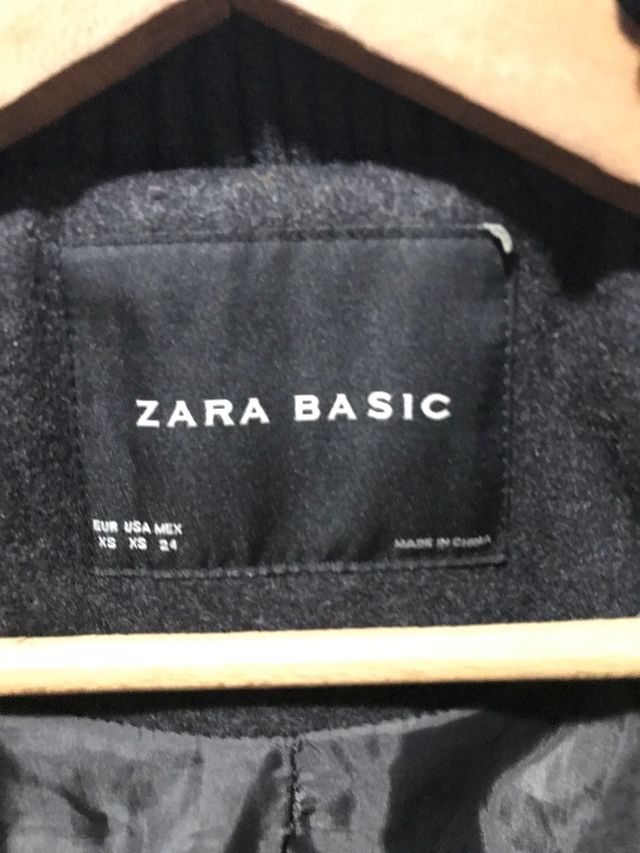 ZARA BASIC
EUR USA MEX
XS XS 24
MADE IN CHINA